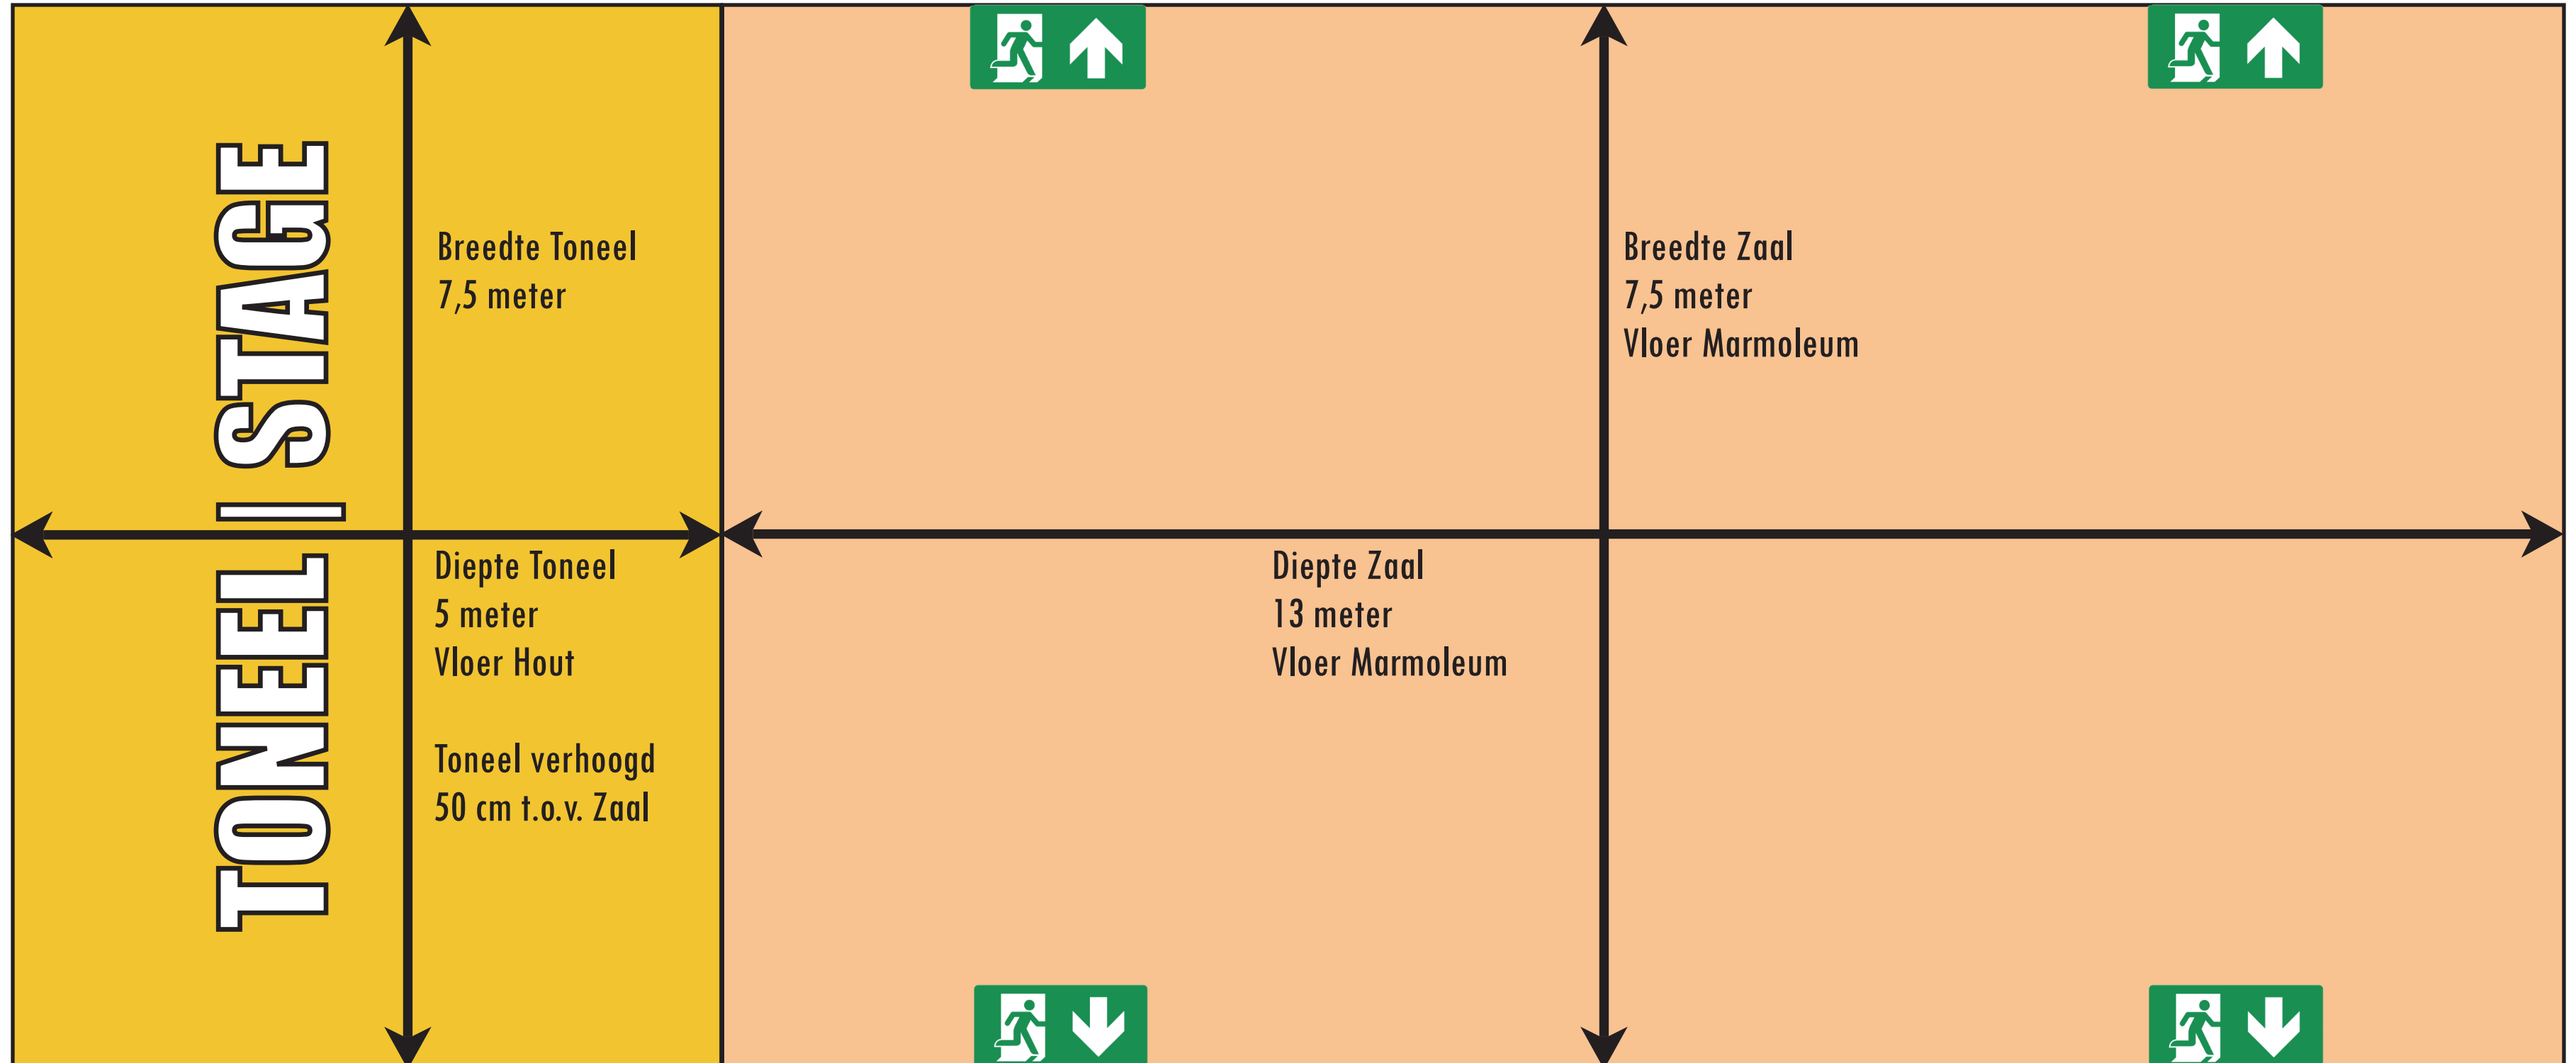 TONEEL | STAGE
Breedte Toneel
7,5 meter
Diepte Toneel
5 meter
Vloer Hout
Toneel verhoogd
50 cm t.o.v. Zaal
Breedte Zaal
7,5 meter
Vloer Marmoleum
Diepte Zaal
13 meter
Vloer Marmoleum